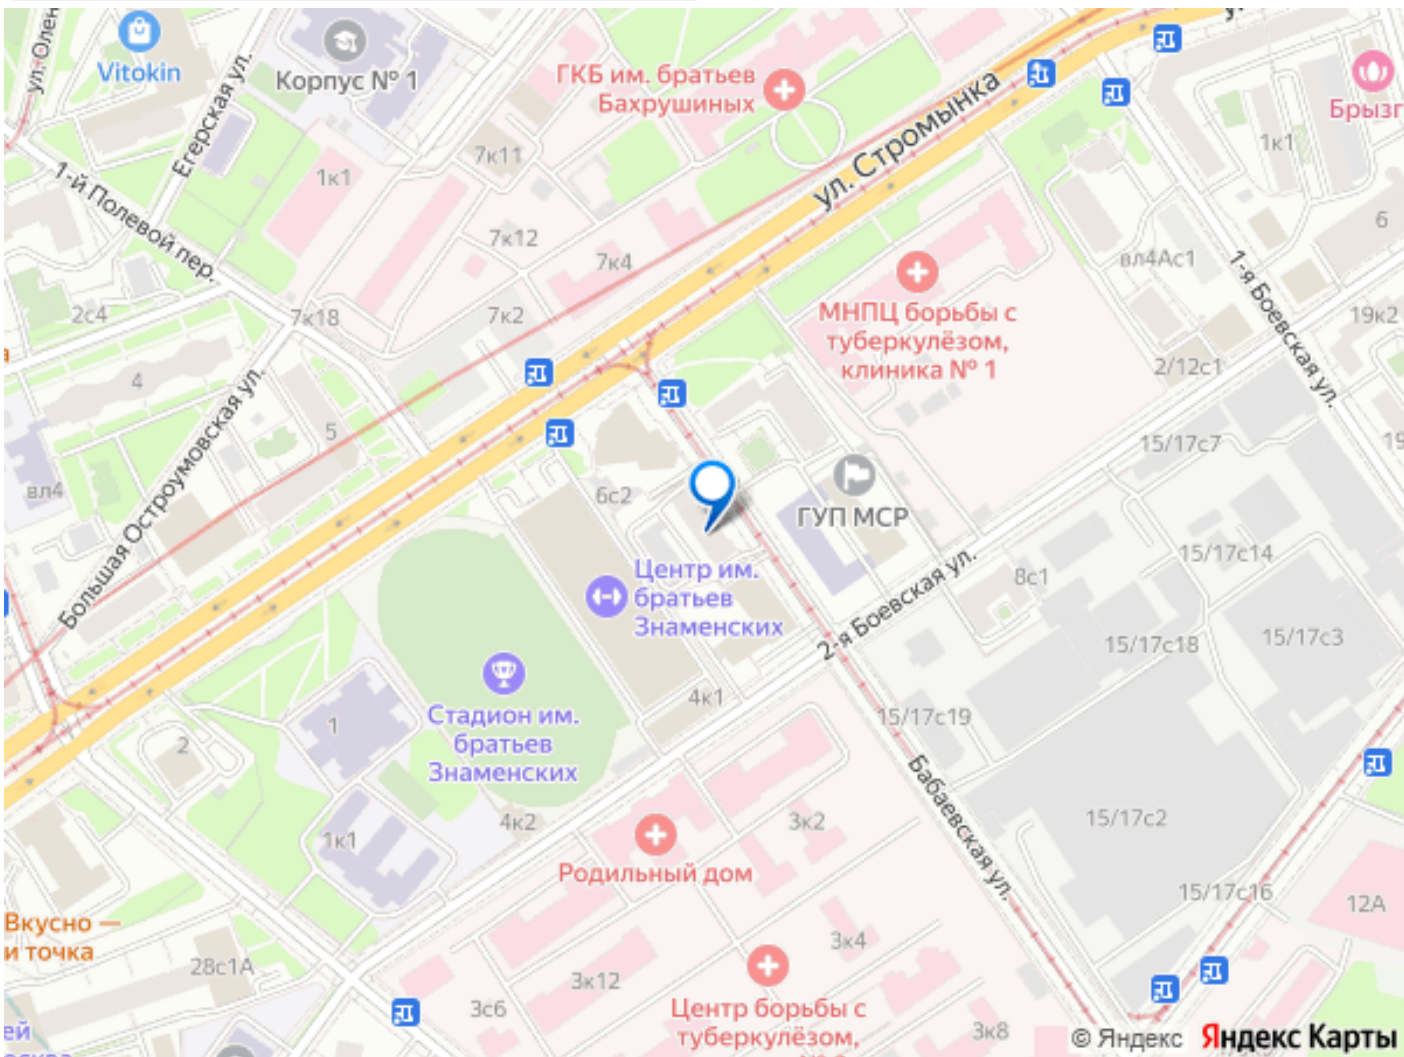 ул. Олен
Vitokin
Егерская ул.
Корпус № 1
ГКБ им. братьев
Бахрушиных
ул. Стромынка
Брызг
1к1
7к11
1к1
1-й Полевой пер.
6
7к12
7к4
вл4Ас1
1-я Боевская ул.
МНПЦ борьбы с
туберкулёзом,
клиника № 1
2с4
7к18
7к2
19к2
2/12с1
4
Большая Остроумовская ул.
5
15/17с7
19
вл4
6с2
ГУП МСР
15/17с14
Центр им.
братьев
Знаменских
2-я Боевская ул.
8с1
15/17с18
15/17с3
Стадион им.
братьев
Знаменских
4к1
15/17с19
1
2
Бабаевская ул.
15/17с2
4к2
3к2
1к1
Родильный дом
15/17с16
12А
Вкусно —
и точка
28с1А
3к4
3к12
3с6
Центр борьбы с
туберкулёзом,
3к8
ей
© Яндекс
Яндекс Карты